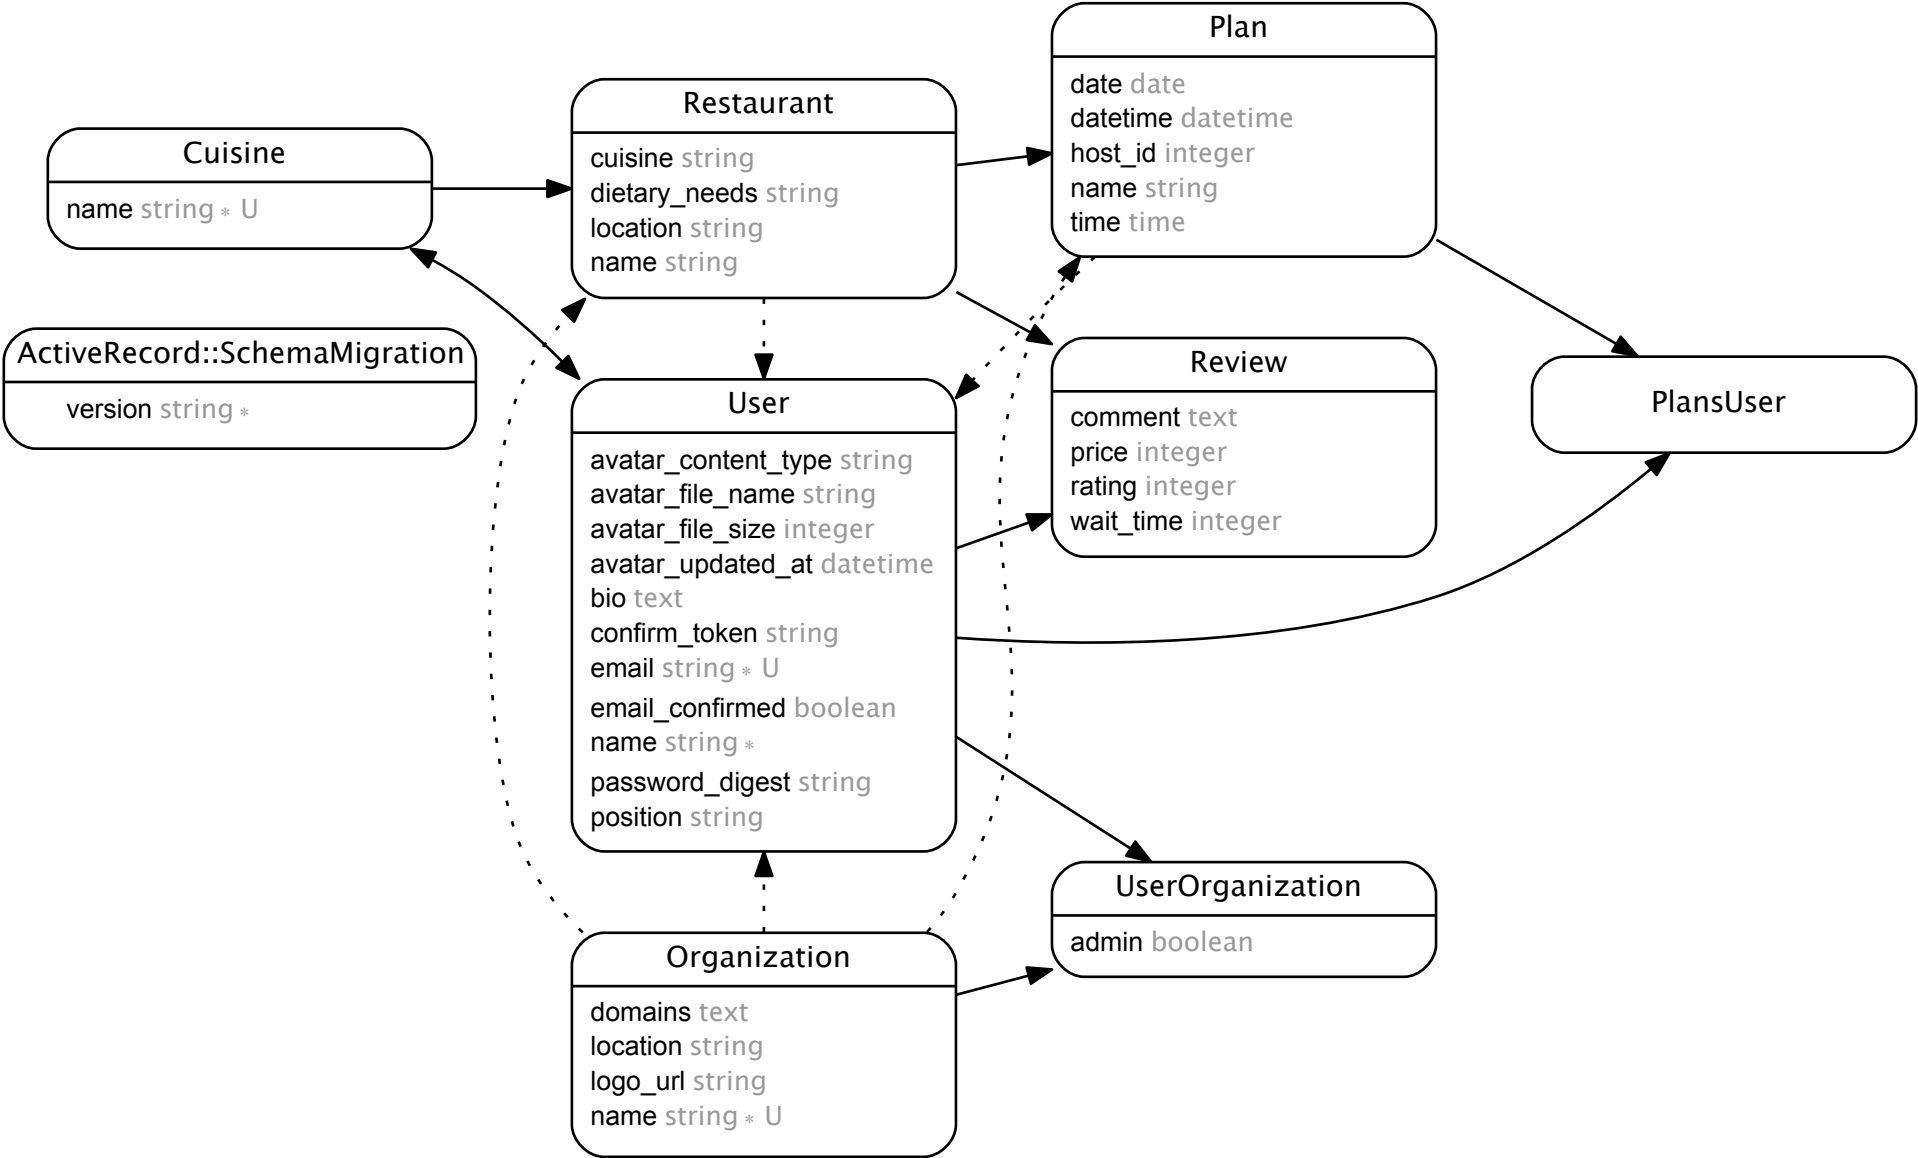 Plan
date date
datetime datetime
host_id integer
name string
time time
Restaurant
cuisine string
dietary_needs string
location string
name string
Cuisine
name string * U
ActiveRecord::SchemaMigration
version string *
User
avatar_content_type string
avatar_file_name string
avatar_file_size integer
avatar_updated_at datetime
bio text
confirm_token string
email string * U
email_confirmed boolean
name string *
password_digest string
position string
Review
comment text
price integer
rating integer
wait_time integer
PlansUser
UserOrganization
admin boolean
Organization
domains text
location string
logo_url string
name string * U